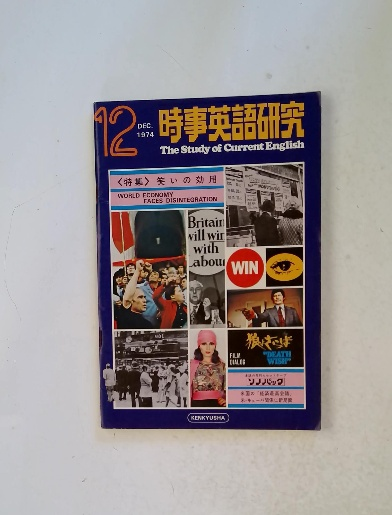 12
DEC.
1974
時事英語研究
The Study of Current English
〈特集〉笑いの効用
WORLD ECONOMY
FACES DISINTEGRATION
Britain
will win
with
Labour
WIN
狼よさらば
FILM
DIALOG
"DEATH
WISH"
ソノパック
KENKYUSHA